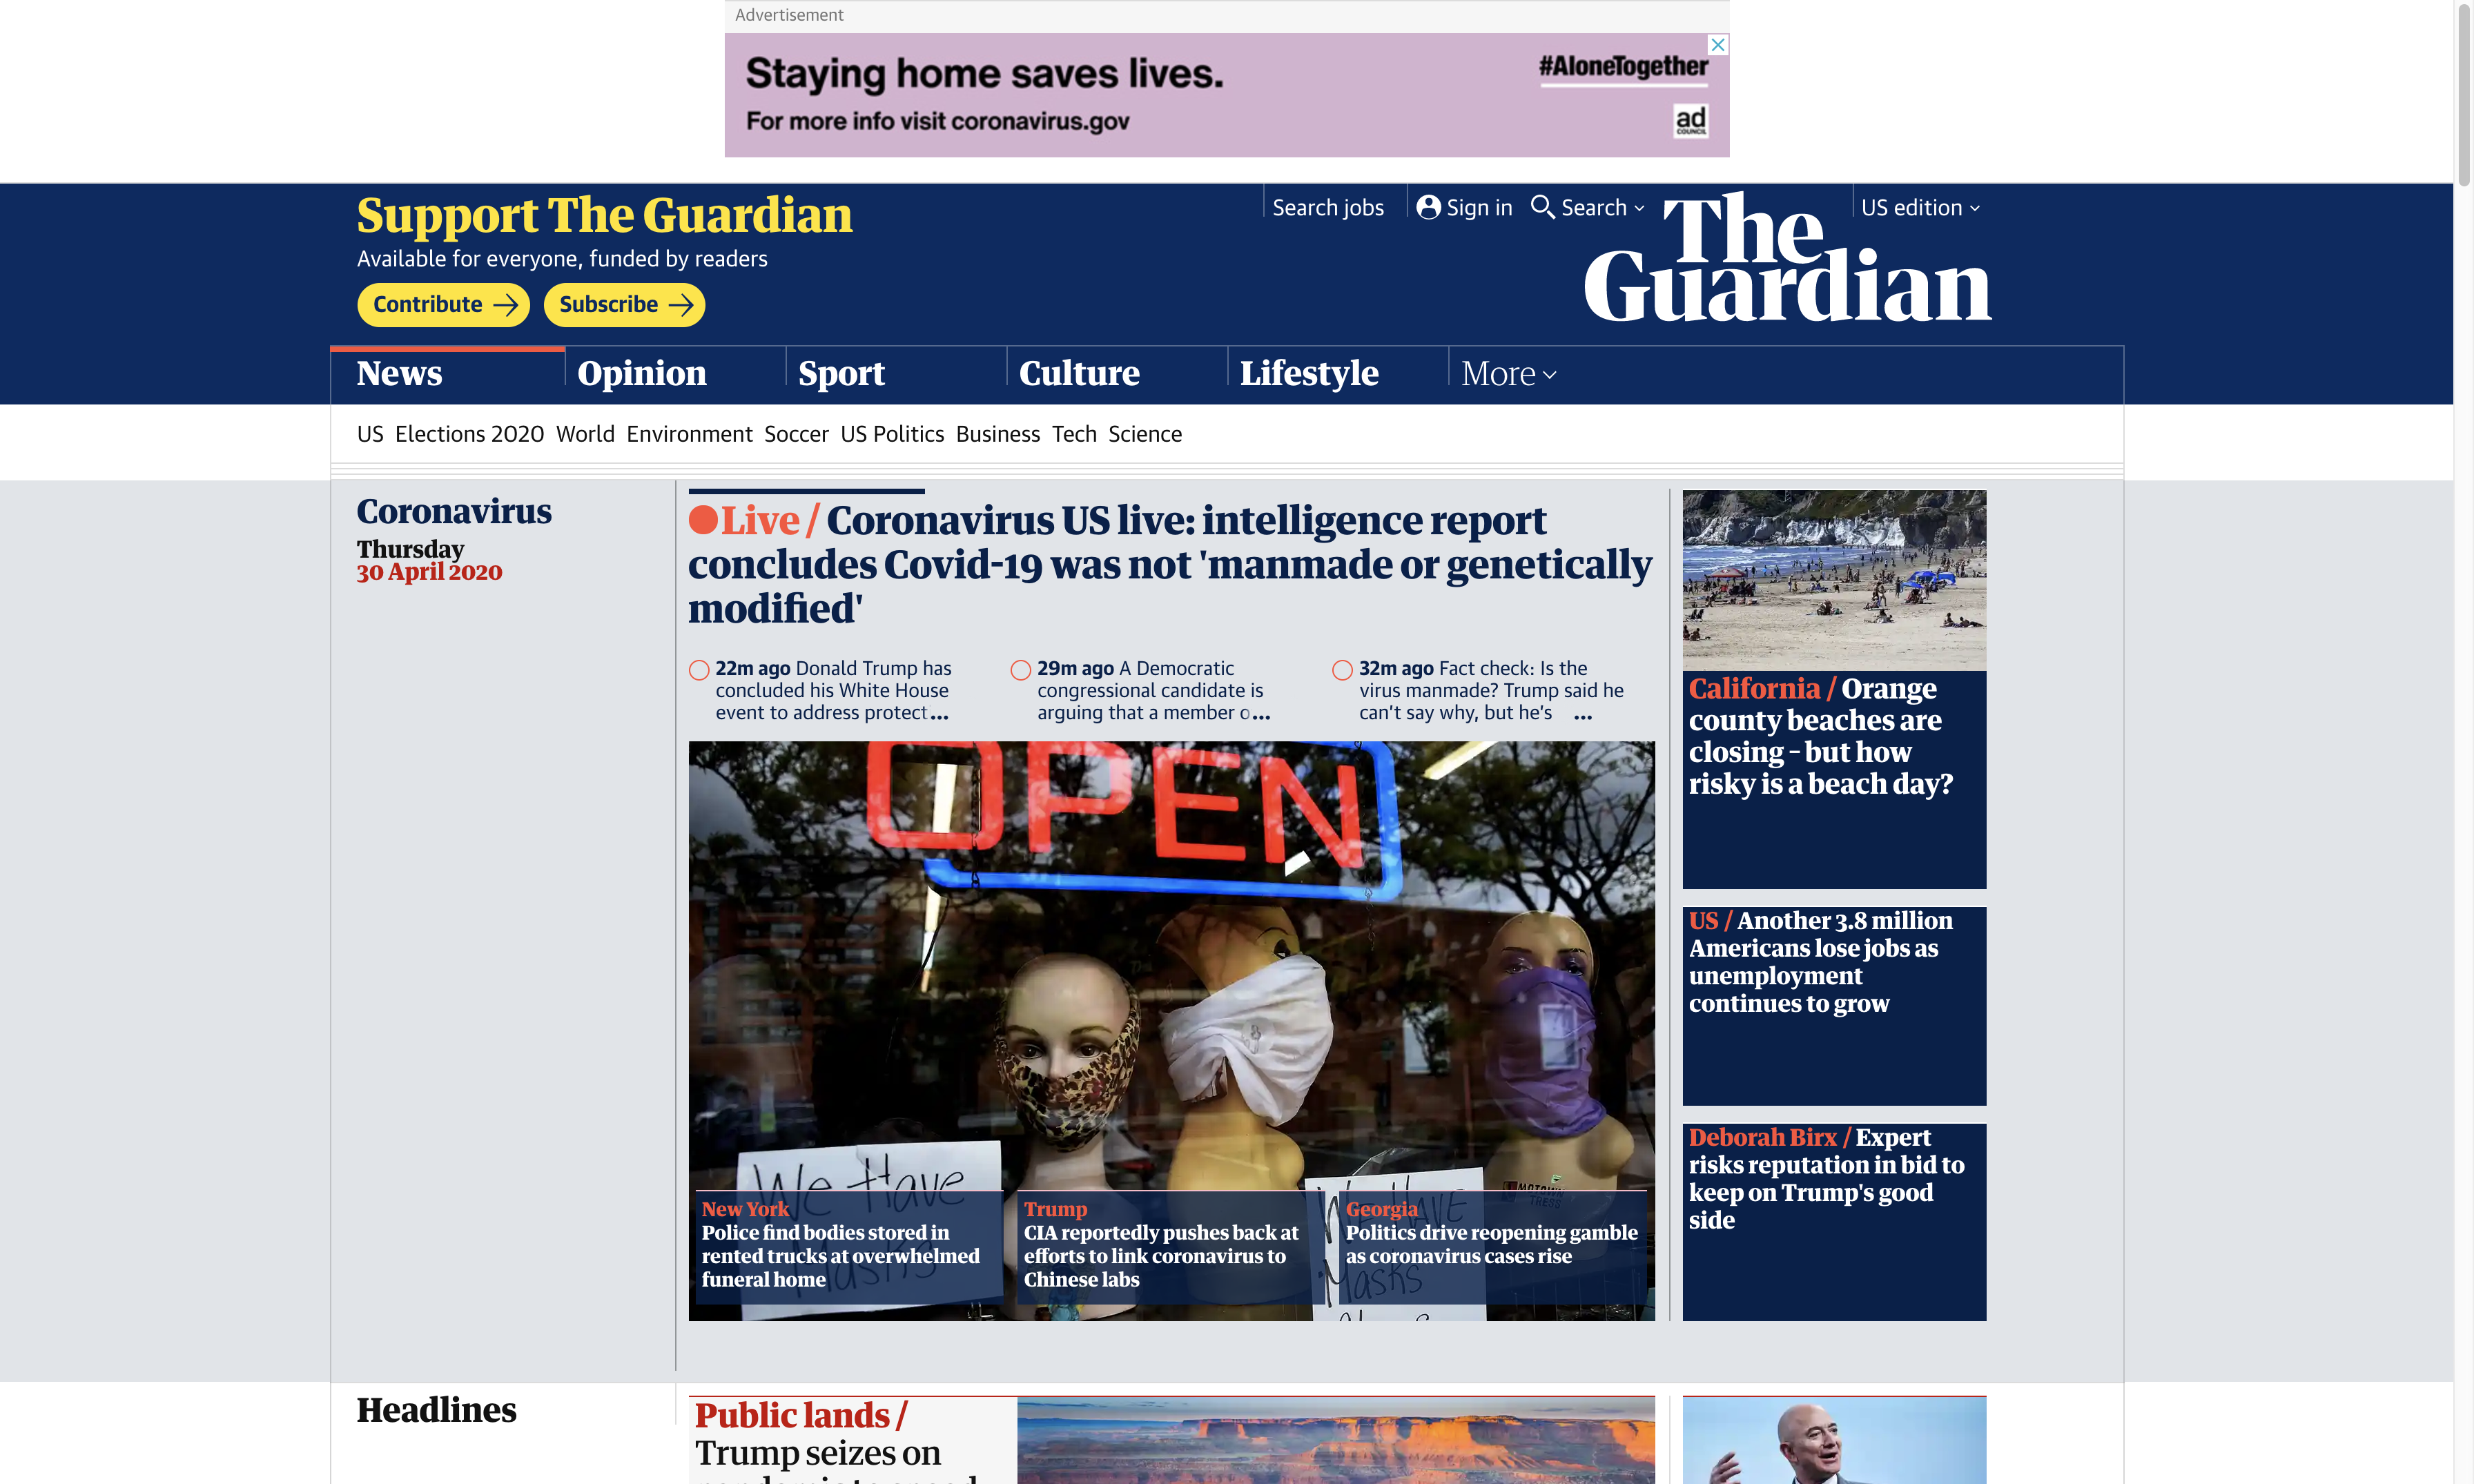 Advertisement
Staying home saves lives.
For more info visit coronavirus.gov
#AloneTogether
ad
COUNCIL
Support The Guardian
Available for everyone, funded by readers
Contribute
Subscribe
Search jobs
Sign in
Search
US edition
The
Guardian
News
Opinion
Sport
Culture
Lifestyle
More
US Elections 2020 World Environment Soccer US Politics Business Tech Science
Coronavirus
Thursday
30 April 2020
Live / Coronavirus US live: intelligence report
concludes Covid-19 was not 'manmade or genetically
modified'
22m ago Donald Trump has
concluded his White House
event to address protect...
29m ago A Democratic
congressional candidate is
arguing that a member o...
32m ago Fact check: Is the
virus manmade? Trump said he
can't say why, but he's ...
OPEN
We Have
Masks
We HAVE
Masks
MOTOWN
PRESS
New York
Police find bodies stored in
rented trucks at overwhelmed
funeral home
Trump
CIA reportedly pushes back at
efforts to link coronavirus to
Chinese labs
Georgia
Politics drive reopening gamble
as coronavirus cases rise
California / Orange
county beaches are
closing – but how
risky is a beach day?
US / Another 3.8 million
Americans lose jobs as
unemployment
continues to grow
Deborah Birx / Expert
risks reputation in bid to
keep on Trump's good
side
Headlines
Public lands /
Trump seizes on